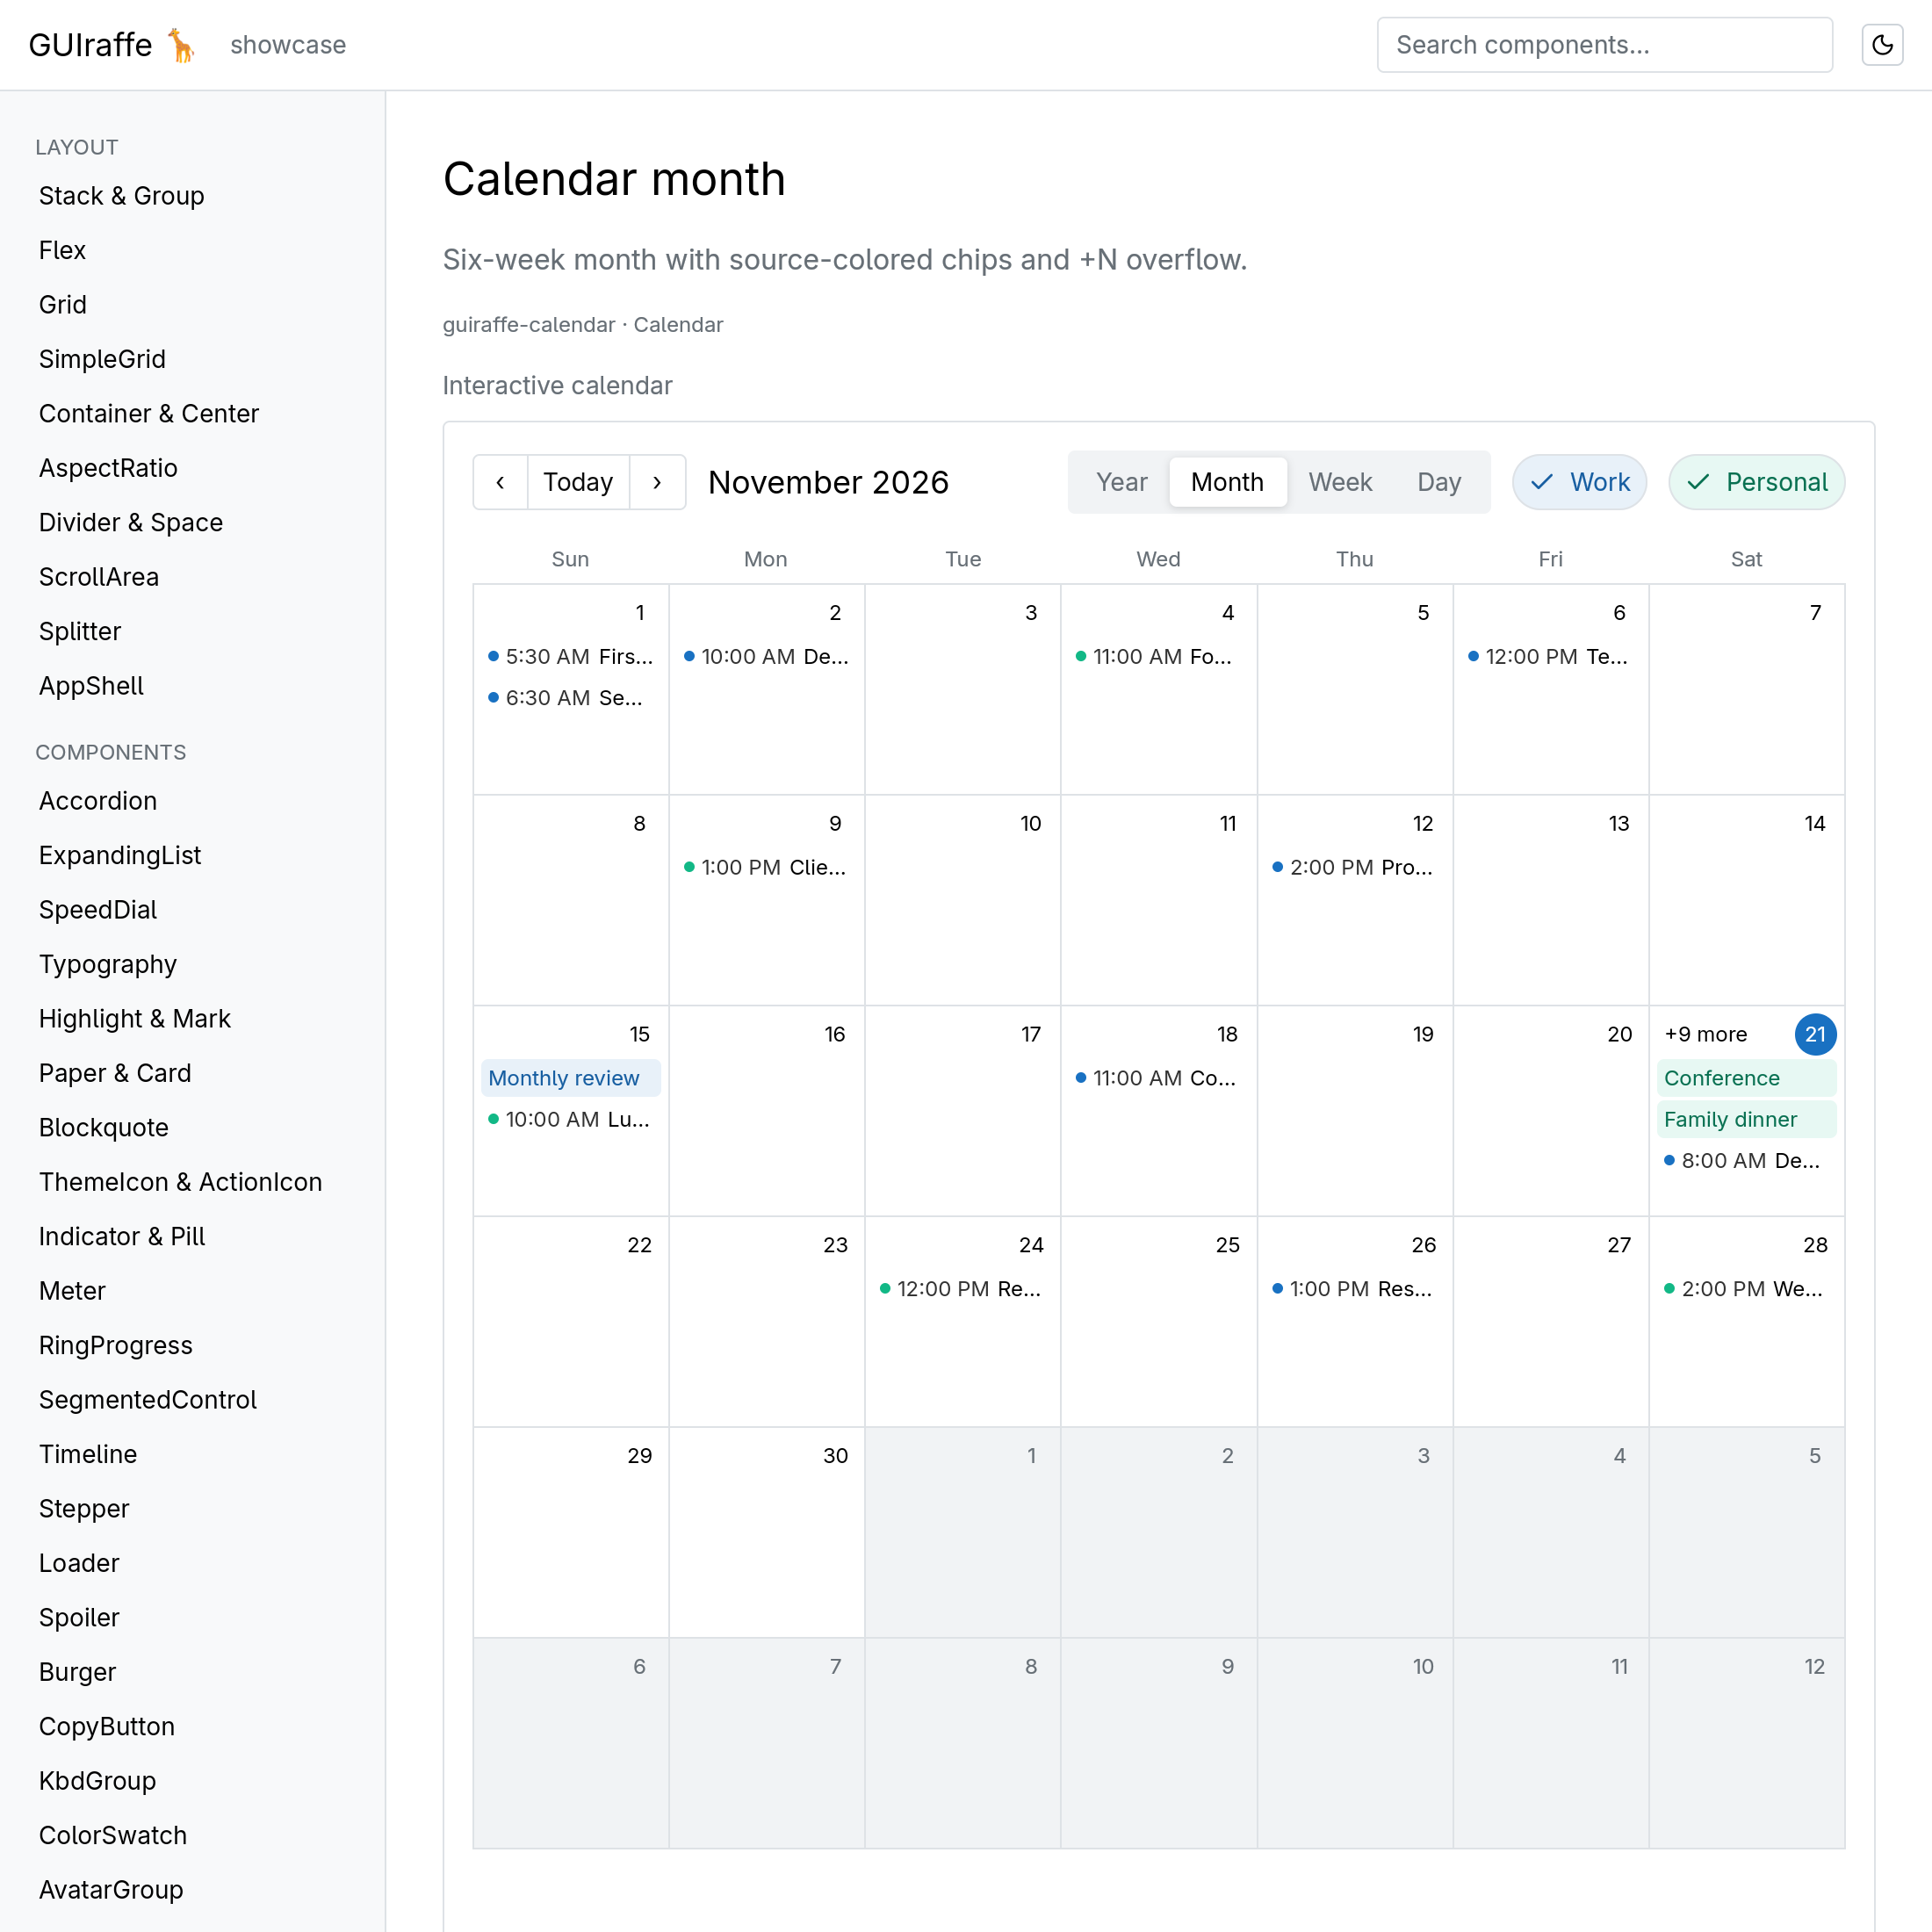 GUIraffe 🦒 showcase
Search components...
LAYOUT
Stack & Group
Flex
Grid
SimpleGrid
Container & Center
AspectRatio
Divider & Space
ScrollArea
Splitter
AppShell
COMPONENTS
Accordion
ExpandingList
SpeedDial
Typography
Highlight & Mark
Paper & Card
Blockquote
ThemeIcon & ActionIcon
Indicator & Pill
Meter
RingProgress
SegmentedControl
Timeline
Stepper
Loader
Spoiler
Burger
CopyButton
KbdGroup
ColorSwatch
AvatarGroup
Calendar month
Six-week month with source-colored chips and +N overflow.
guiraffe-calendar · Calendar
Interactive calendar
‹ Today › November 2026 Year Month Week Day ✓ Work ✓ Personal
Sun Mon Tue Wed Thu Fri Sat
1 2 3 4 5 6 7
5:30 AM Firs... 10:00 AM De... 11:00 AM Fo... 12:00 PM Te...
6:30 AM Se...
8 9 10 11 12 13 14
1:00 PM Clie... 2:00 PM Pro...
15 16 17 18 19 20 +9 more 21
Monthly review 11:00 AM Co... Conference
10:00 AM Lu... Family dinner
8:00 AM De...
22 23 24 25 26 27 28
12:00 PM Re... 1:00 PM Res... 2:00 PM We...
29 30 1 2 3 4 5
6 7 8 9 10 11 12